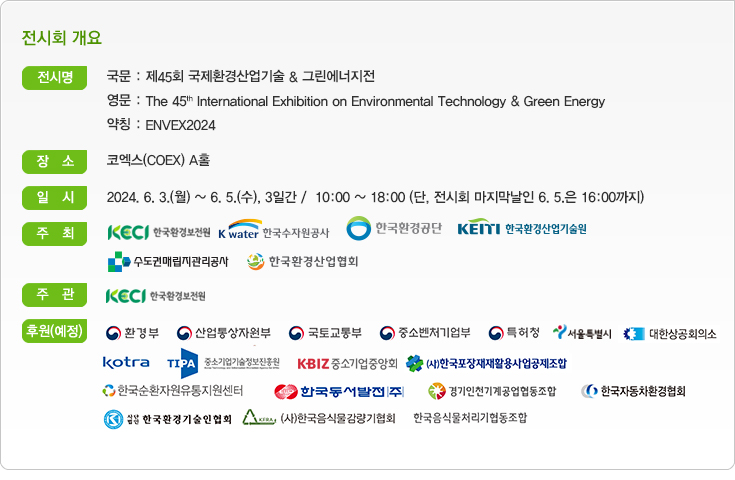 전시회 개요
전시명 국문 : 제45회 국제환경산업기술 & 그린에너지전
영문 : The 45th International Exhibition on Environmental Technology & Green Energy
약칭 : ENVEX2024
장 소 코엑스(COEX) A홀
일 시 2024. 6. 3.(월) ~ 6. 5.(수), 3일간 / 10:00 ~ 18:00 (단, 전시회 마지막날인 6. 5.은 16:00까지)
주 최 KECI 한국환경보전원 K water 한국수자원공사 한국환경공단 KEITI 한국환경산업기술원
수도권매립지관리공사 한국환경산업협회
주 관 KECI 한국환경보전원
후원(예정) 환경부 산업통상자원부 국토교통부 중소벤처기업부 특허청 서울특별시 대한상공회의소
kotra TIPA 중소기업기술정보진흥원 KBIZ 중소기업중앙회 (사)한국포장재재활용사업공제조합
한국순환자원유통지원센터 한국동서발전(주) 경기인천기계공업협동조합 한국자동차환경협회
한국환경기술인협회 (사)한국음식물감량기협회 한국음식물처리기협동조합